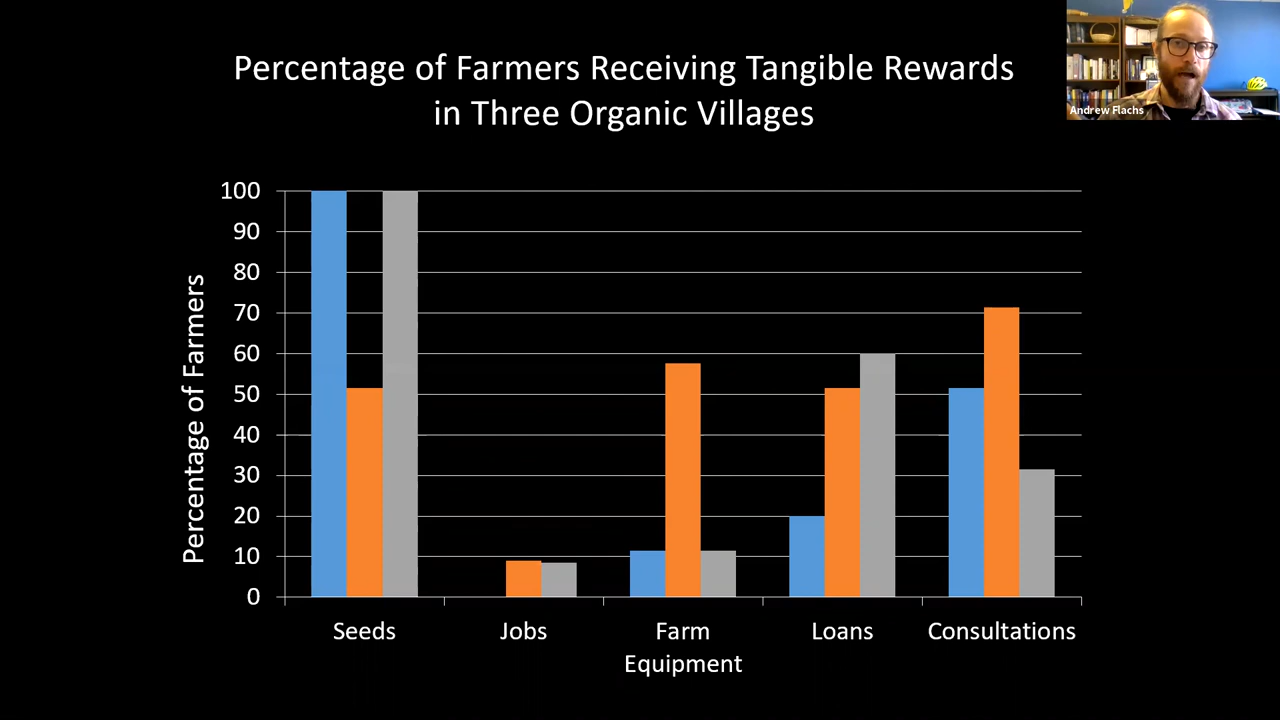 Percentage of Farmers Receiving Tangible Rewards
in Three Organic Villages
Andrew Flachs
Percentage of Farmers
100
90
80
70
60
50
40
30
20
10
0
Seeds
Jobs
Farm
Equipment
Loans
Consultations